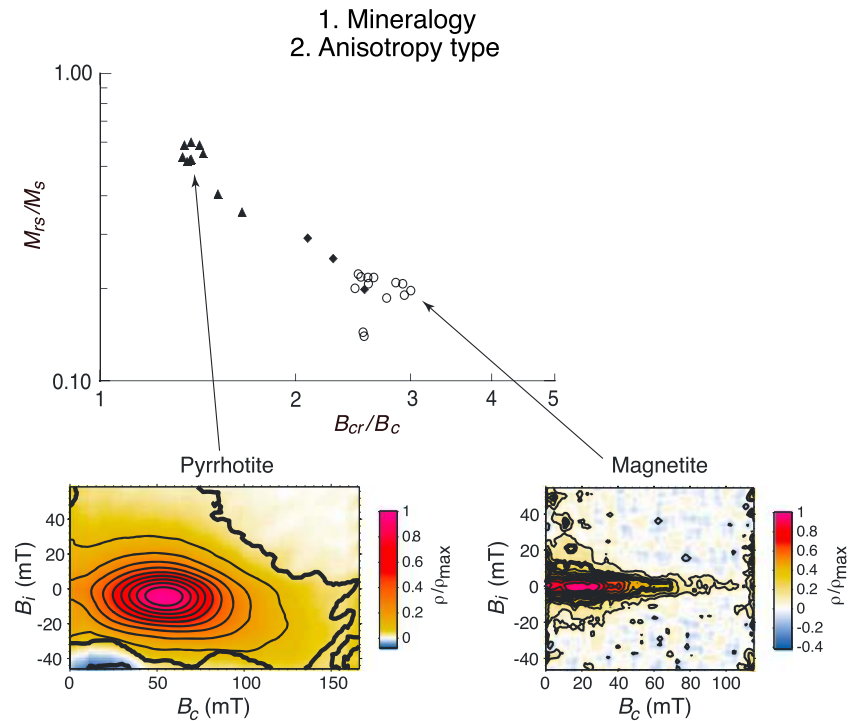 1. Mineralogy
2. Anisotropy type
1.00
Mrs/Ms
0.10
1 2 3 4 5
Bcr/Bc
Pyrrhotite
Magnetite
40
20
0
-20
-40
Bi (mT)
0 50 100 150
Bc (mT)
1
0.8
0.6
0.4
0.2
0
ρ/ρmax
40
20
0
-20
-40
Bi (mT)
0 20 40 60 80 100
Bc (mT)
1
0.8
0.6
0.4
0.2
0
-0.2
-0.4
ρ/ρmax